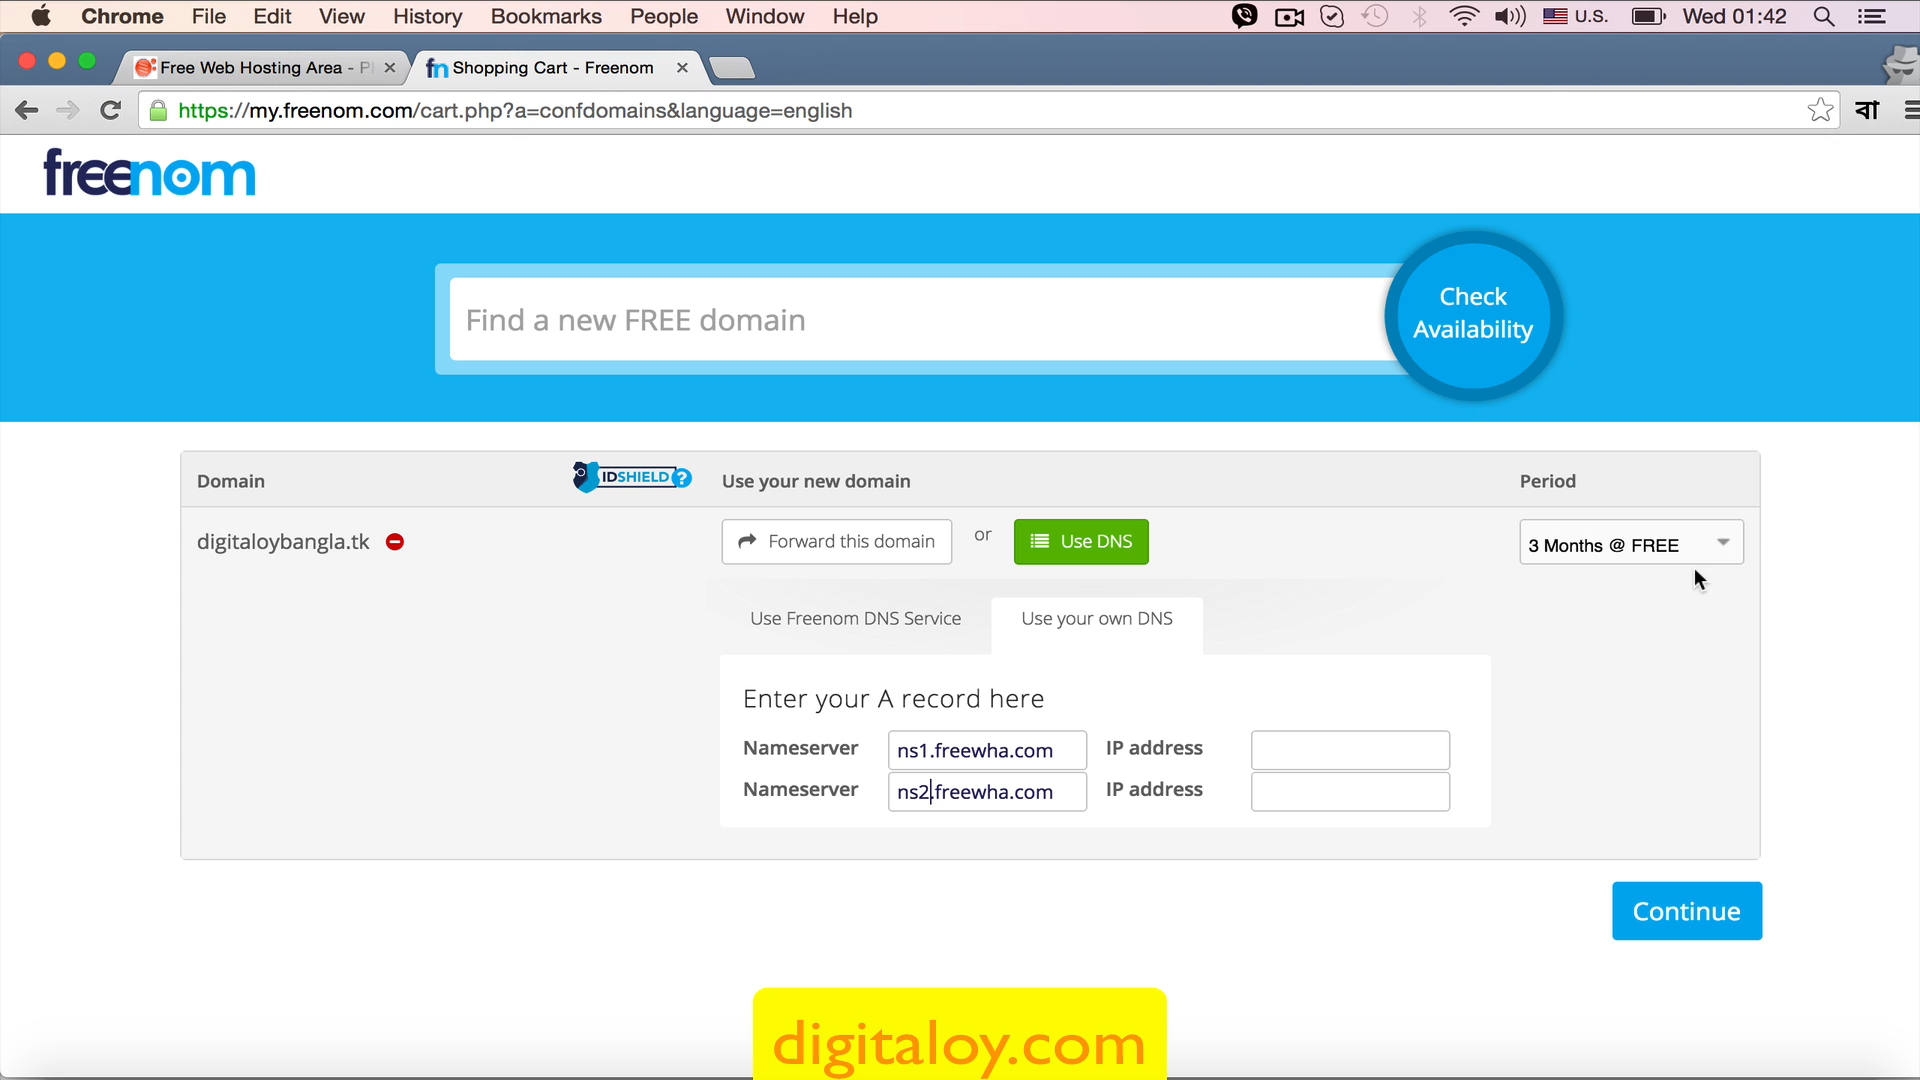 Chrome File Edit View History Bookmarks People Window Help U.S. Wed 01:42
Free Web Hosting Area - P
fn Shopping Cart - Freenom
https://my.freenom.com/cart.php?a=confdomains&language=english
বা
freenom
Find a new FREE domain
Check
Availability
Domain IDSHIELD ? Use your new domain Period
digitaloybangla.tk Forward this domain or Use DNS 3 Months @ FREE
Use Freenom DNS Service Use your own DNS
Enter your A record here
Nameserver ns1.freewha.com IP address
Nameserver ns2.freewha.com IP address
Continue
digitaloy.com